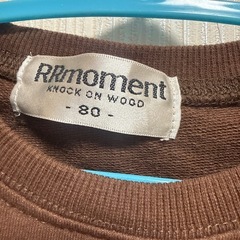 RRmoment
KNOCK ON WOOD
- 80 -